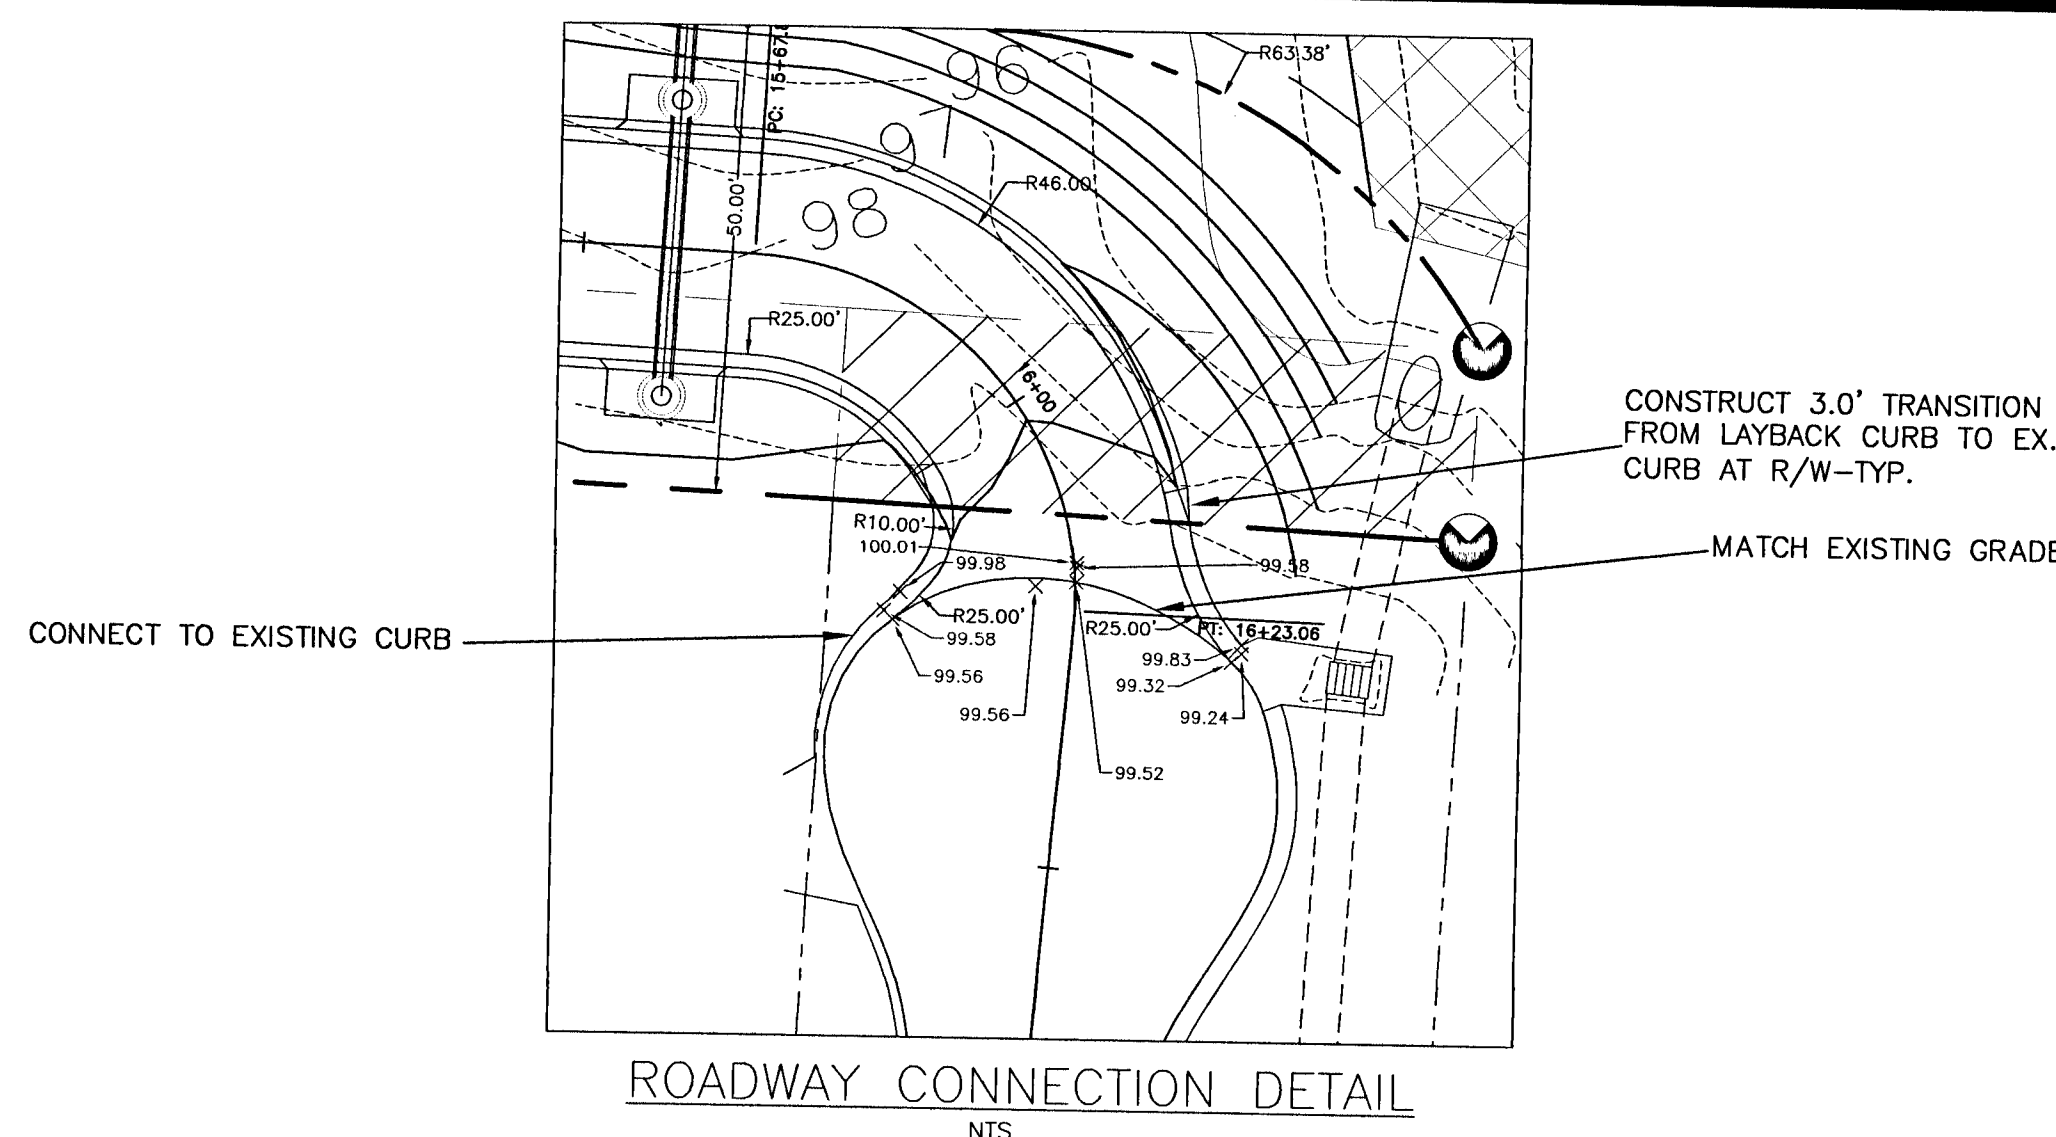 R63.38'
96
PC: 15+67.8
97
R46.00'
98
50.00'
R25.00'
16+00
CONSTRUCT 3.0' TRANSITION
FROM LAYBACK CURB TO EX.
CURB AT R/W-TYP.
R10.00'
100.01
99.98
99.58
MATCH EXISTING GRADE
R25.00'
R25.00'
PT: 16+23.06
CONNECT TO EXISTING CURB
99.58
99.83
99.56
99.32
99.56
99.24
99.52
ROADWAY CONNECTION DETAIL
NTS